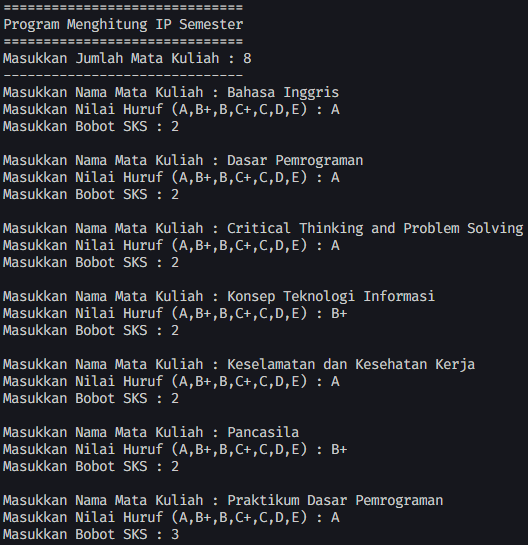 ==============================
Program Menghitung IP Semester
==============================
Masukkan Jumlah Mata Kuliah : 8
------------------------------
Masukkan Nama Mata Kuliah : Bahasa Inggris
Masukkan Nilai Huruf (A,B+,B,C+,C,D,E) : A
Masukkan Bobot SKS : 2
Masukkan Nama Mata Kuliah : Dasar Pemrograman
Masukkan Nilai Huruf (A,B+,B,C+,C,D,E) : A
Masukkan Bobot SKS : 2
Masukkan Nama Mata Kuliah : Critical Thinking and Problem Solving
Masukkan Nilai Huruf (A,B+,B,C+,C,D,E) : A
Masukkan Bobot SKS : 2
Masukkan Nama Mata Kuliah : Konsep Teknologi Informasi
Masukkan Nilai Huruf (A,B+,B,C+,C,D,E) : B+
Masukkan Bobot SKS : 2
Masukkan Nama Mata Kuliah : Keselamatan dan Kesehatan Kerja
Masukkan Nilai Huruf (A,B+,B,C+,C,D,E) : A
Masukkan Bobot SKS : 2
Masukkan Nama Mata Kuliah : Pancasila
Masukkan Nilai Huruf (A,B+,B,C+,C,D,E) : B+
Masukkan Bobot SKS : 2
Masukkan Nama Mata Kuliah : Praktikum Dasar Pemrograman
Masukkan Nilai Huruf (A,B+,B,C+,C,D,E) : A
Masukkan Bobot SKS : 3